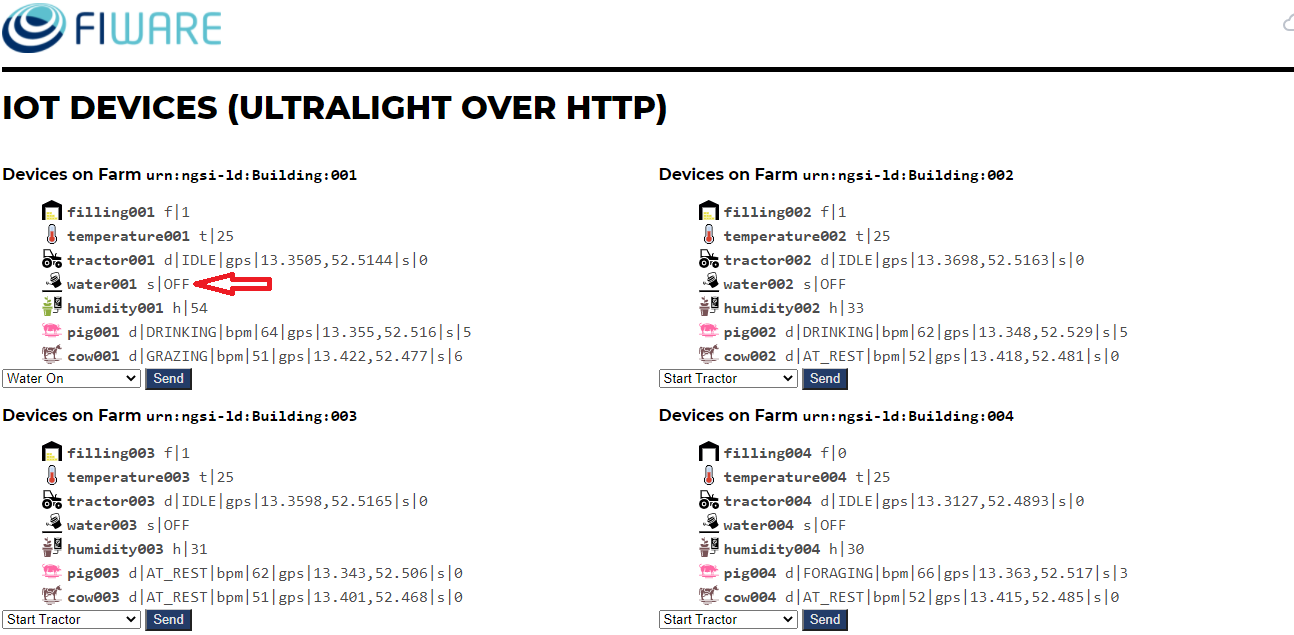 FIWARE
IOT DEVICES (ULTRALIGHT OVER HTTP)
Devices on Farm urn:ngsi-ld:Building:001
filling001 f|1
temperature001 t|25
tractor001 d|IDLE|gps|13.3505,52.5144|s|0
water001 s|OFF
humidity001 h|54
pig001 d|DRINKING|bpm|64|gps|13.355,52.516|s|5
cow001 d|GRAZING|bpm|51|gps|13.422,52.477|s|6
Water On Send
Devices on Farm urn:ngsi-ld:Building:002
filling002 f|1
temperature002 t|25
tractor002 d|IDLE|gps|13.3698,52.5163|s|0
water002 s|OFF
humidity002 h|33
pig002 d|DRINKING|bpm|62|gps|13.348,52.529|s|5
cow002 d|AT_REST|bpm|52|gps|13.418,52.481|s|0
Start Tractor Send
Devices on Farm urn:ngsi-ld:Building:003
filling003 f|1
temperature003 t|25
tractor003 d|IDLE|gps|13.3598,52.5165|s|0
water003 s|OFF
humidity003 h|31
pig003 d|AT_REST|bpm|62|gps|13.343,52.506|s|0
cow003 d|AT_REST|bpm|51|gps|13.401,52.468|s|0
Start Tractor Send
Devices on Farm urn:ngsi-ld:Building:004
filling004 f|0
temperature004 t|25
tractor004 d|IDLE|gps|13.3127,52.4893|s|0
water004 s|OFF
humidity004 h|30
pig004 d|FORAGING|bpm|66|gps|13.363,52.517|s|3
cow004 d|AT_REST|bpm|52|gps|13.415,52.485|s|0
Start Tractor Send